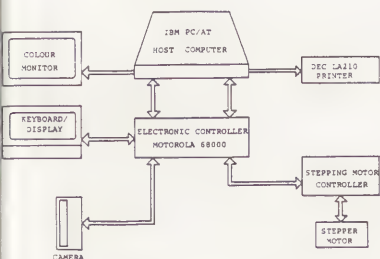 IBM PC/AT
HOST COMPUTER
COLOUR
MONITOR
DEC LA210
PRINTER
KEYBOARD/
DISPLAY
ELECTRONIC CONTROLLER
MOTOROLA 68000
STEPPING MOTOR
CONTROLLER
STEPPER
MOTOR
CAMERA